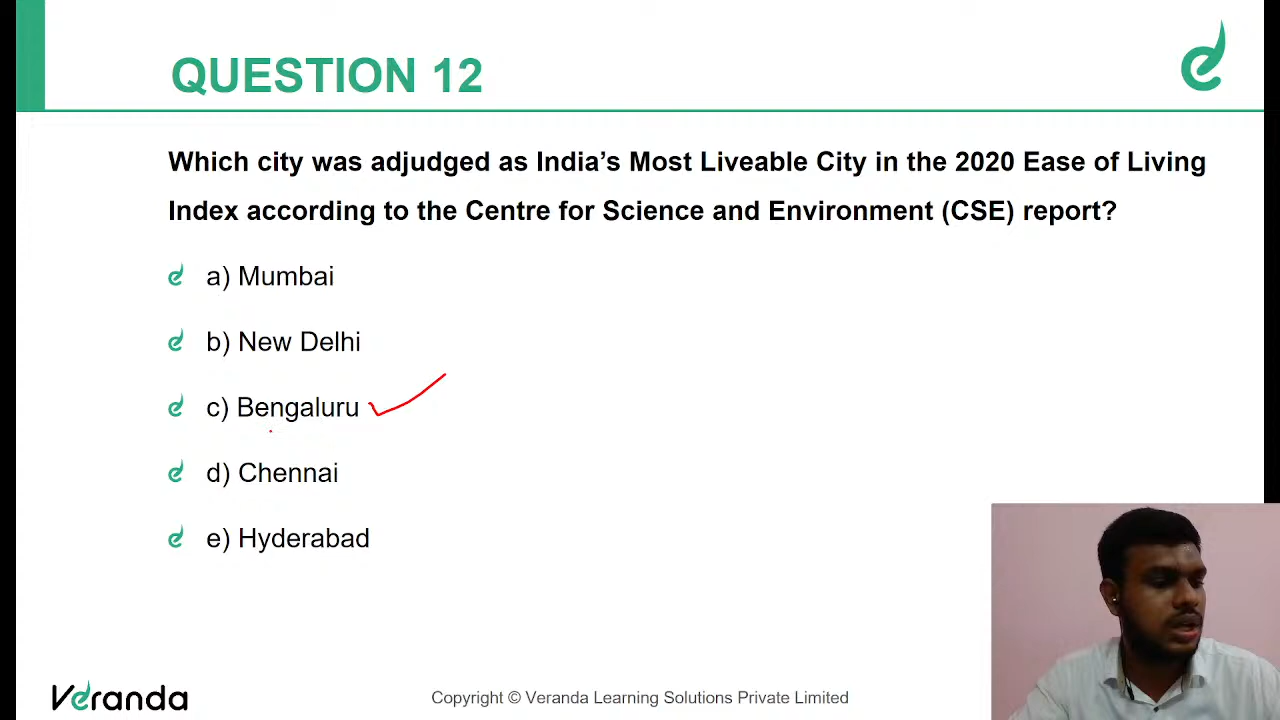 QUESTION 12
Which city was adjudged as India’s Most Liveable City in the 2020 Ease of Living
Index according to the Centre for Science and Environment (CSE) report?
a) Mumbai
b) New Delhi
c) Bengaluru
d) Chennai
e) Hyderabad
Veranda
Copyright © Veranda Learning Solutions Private Limited